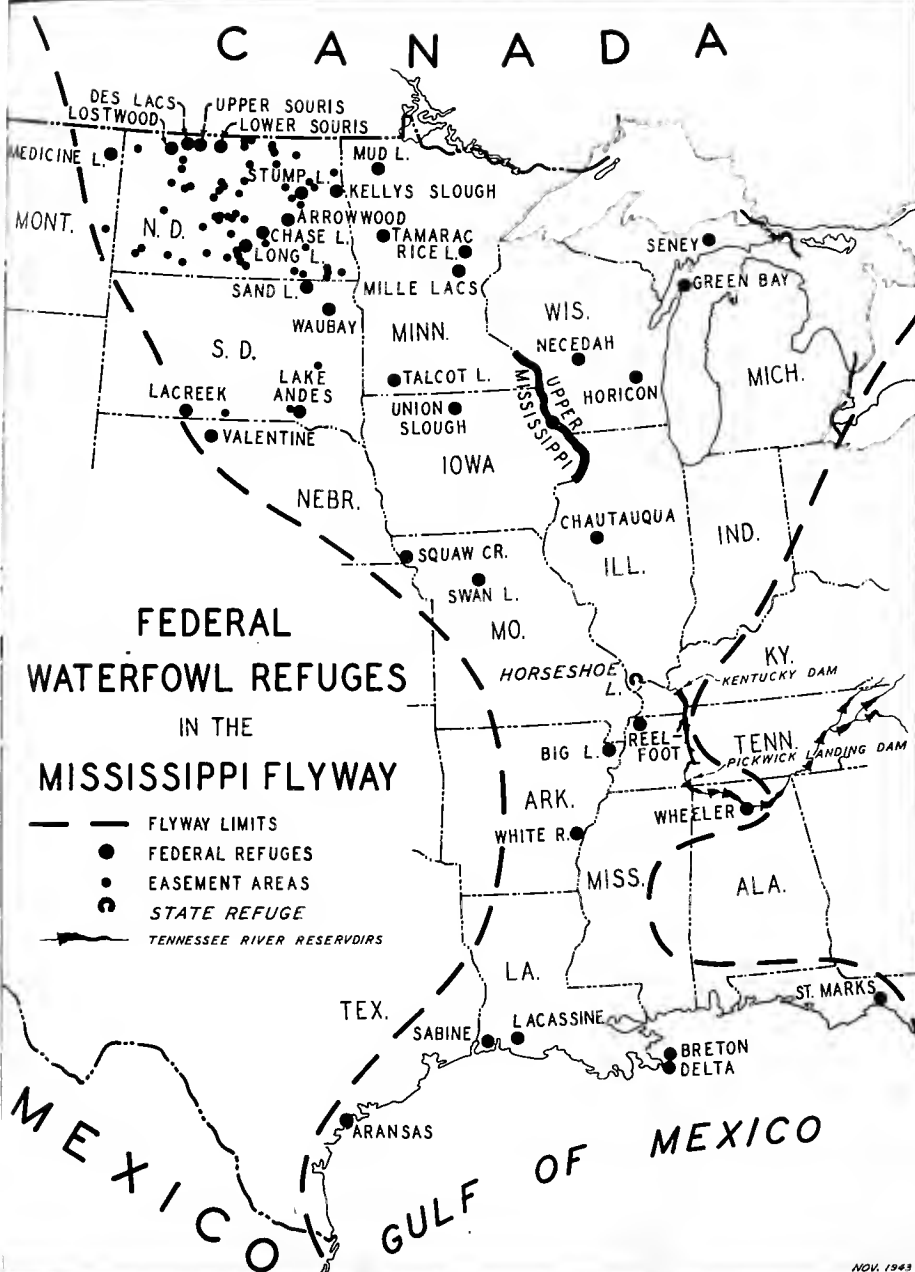 CANADA
DES LACS
UPPER SOURIS
LOSTWOOD
LOWER SOURIS
MEDICINE L.
MUD L.
STUMP L.
KELLYS SLOUGH
MONT.
N. D.
ARROWWOOD
CHASE L.
TAMARAC
LONG L.
RICE L.
SENEY
SAND L.
MILLE LACS
GREEN BAY
WAUBAY
WIS.
MINN.
NECEDAH
S. D.
LAKE
ANDES
TALCOT L.
HORICON
MICH.
LACREEK
UNION
SLOUGH
UPPER
MISSISSIPPI
VALENTINE
IOWA
NEBR.
CHAUTAUQUA
IND.
SQUAW CR.
ILL.
SWAN L.
FEDERAL
WATERFOWL REFUGES
IN THE
MISSISSIPPI FLYWAY
MO.
HORSESHOE
L.
KY.
KENTUCKY DAM
REEL-
FOOT
BIG L.
TENN.
PICKWICK LANDING DAM
ARK.
WHEELER
WHITE R.
MISS.
ALA.
FLYWAY LIMITS
FEDERAL REFUGES
EASEMENT AREAS
STATE REFUGE
TENNESSEE RIVER RESERVOIRS
LA.
TEX.
ST. MARKS
SABINE
LACASSINE
BRETON
DELTA
ARANSAS
MEXICO
GULF OF MEXICO
NOV. 1943